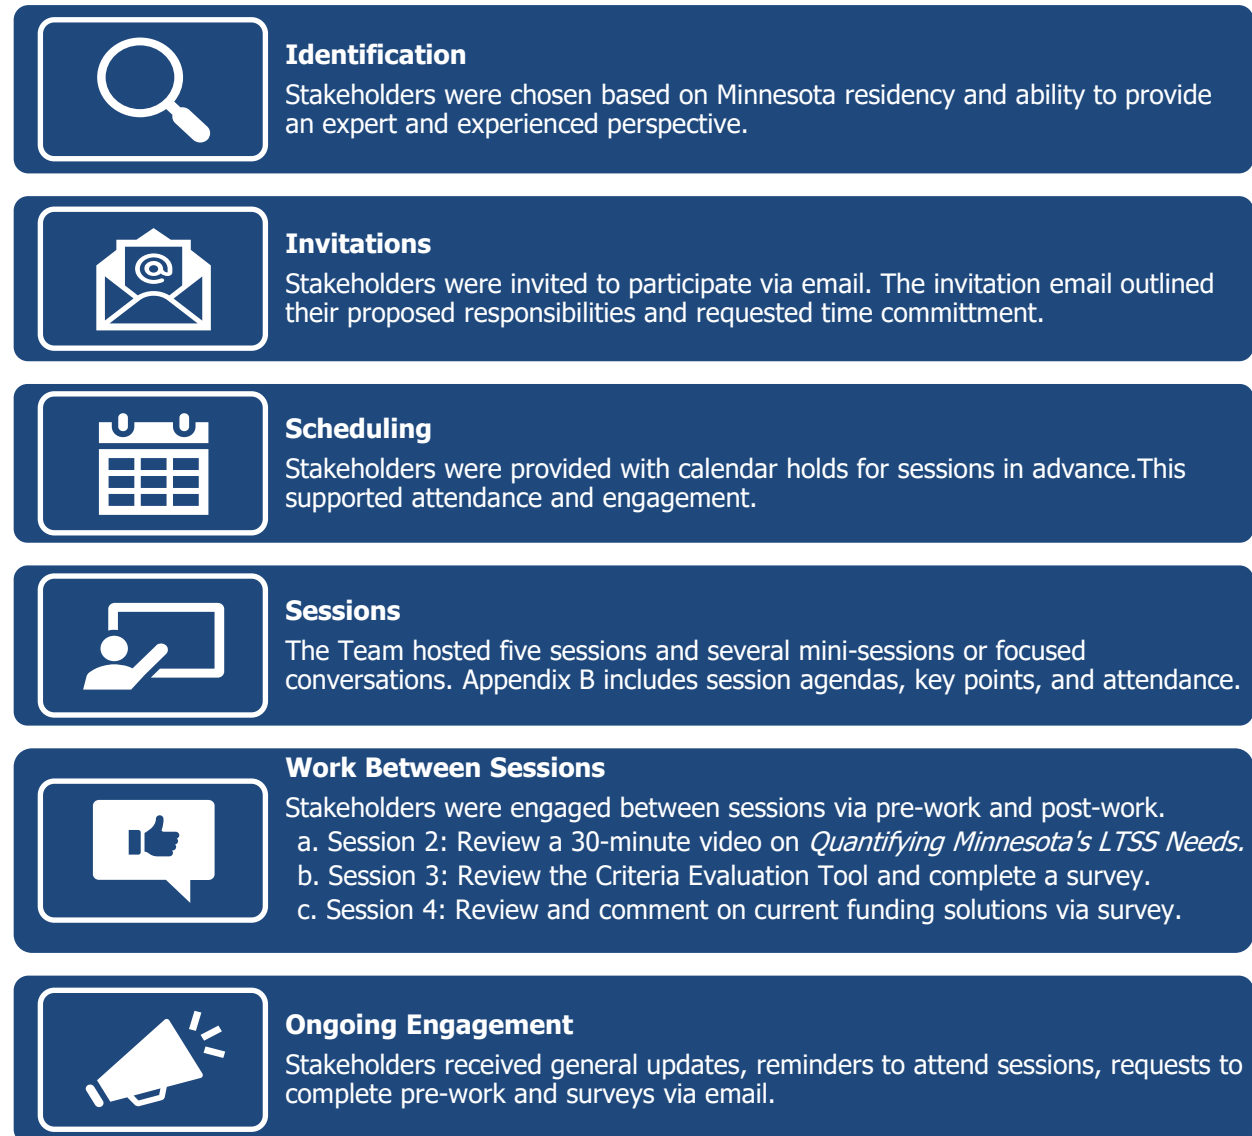 Identification
Stakeholders were chosen based on Minnesota residency and ability to provide
an expert and experienced perspective.
@
Invitations
Stakeholders were invited to participate via email. The invitation email outlined
their proposed responsibilities and requested time committment.
Scheduling
Stakeholders were provided with calendar holds for sessions in advance.This
supported attendance and engagement.
Sessions
The Team hosted five sessions and several mini-sessions or focused
conversations. Appendix B includes session agendas, key points, and attendance.
Work Between Sessions
Stakeholders were engaged between sessions via pre-work and post-work.
a. Session 2: Review a 30-minute video on Quantifying Minnesota's LTSS Needs.
b. Session 3: Review the Criteria Evaluation Tool and complete a survey.
c. Session 4: Review and comment on current funding solutions via survey.
Ongoing Engagement
Stakeholders received general updates, reminders to attend sessions, requests to
complete pre-work and surveys via email.